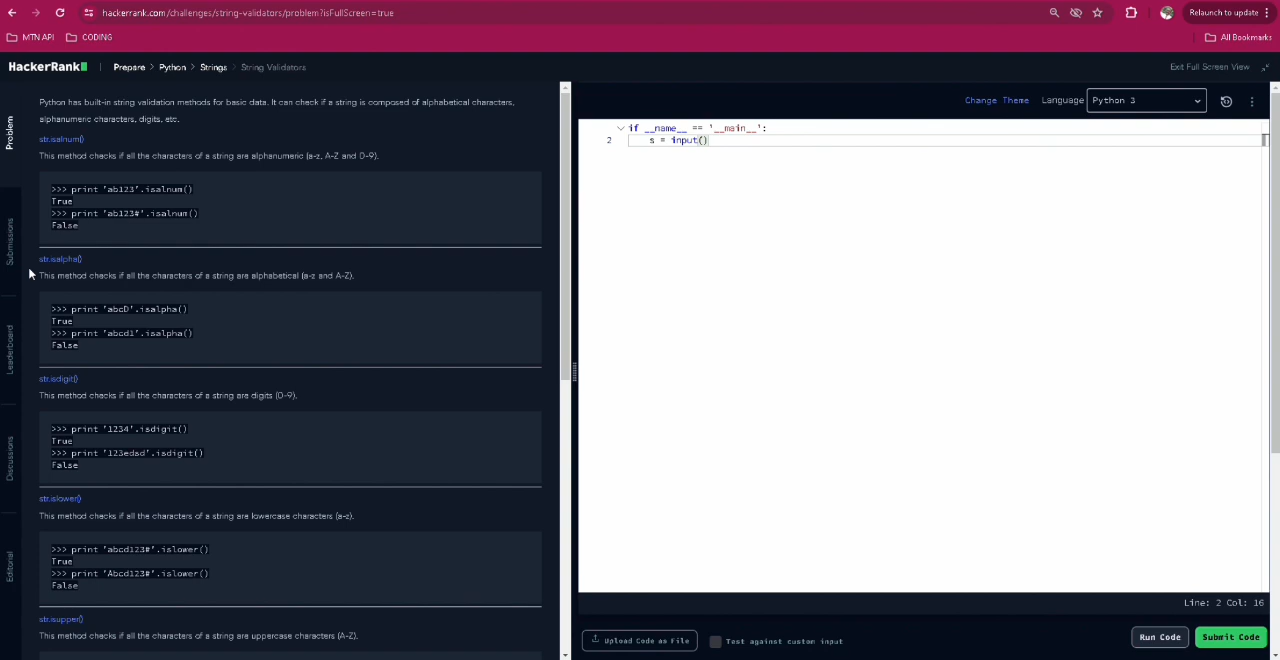 hackerrank.com/challenges/string-validators/problem?isFullScreen=true
Relaunch to update
MTN API
CODING
All Bookmarks
HackerRank
Prepare > Python > Strings > String Validators
Exit Full Screen View
Problem
Submissions
Leaderboard
Discussions
Editorial
Python has built-in string validation methods for basic data. It can check if a string is composed of alphabetical characters,
alphanumeric characters, digits, etc.
str.isalnum()
This method checks if all the characters of a string are alphanumeric (a-z, A-Z and 0-9).
>>> print 'ab123'.isalnum()
True
>>> print 'ab123#'.isalnum()
False
str.isalpha()
This method checks if all the characters of a string are alphabetical (a-z and A-Z).
>>> print 'abcD'.isalpha()
True
>>> print 'abcd1'.isalpha()
False
str.isdigit()
This method checks if all the characters of a string are digits (0-9).
>>> print '1234'.isdigit()
True
>>> print '123edsd'.isdigit()
False
str.islower()
This method checks if all the characters of a string are lowercase characters (a-z).
>>> print 'abcd123#'.islower()
True
>>> print 'Abcd123#'.islower()
False
str.isupper()
This method checks if all the characters of a string are uppercase characters (A-Z).
Change Theme
Language
Python 3
if __name__ == '__main__':
2 s = input()
Line: 2 Col: 16
Upload Code as File
Test against custom input
Run Code
Submit Code